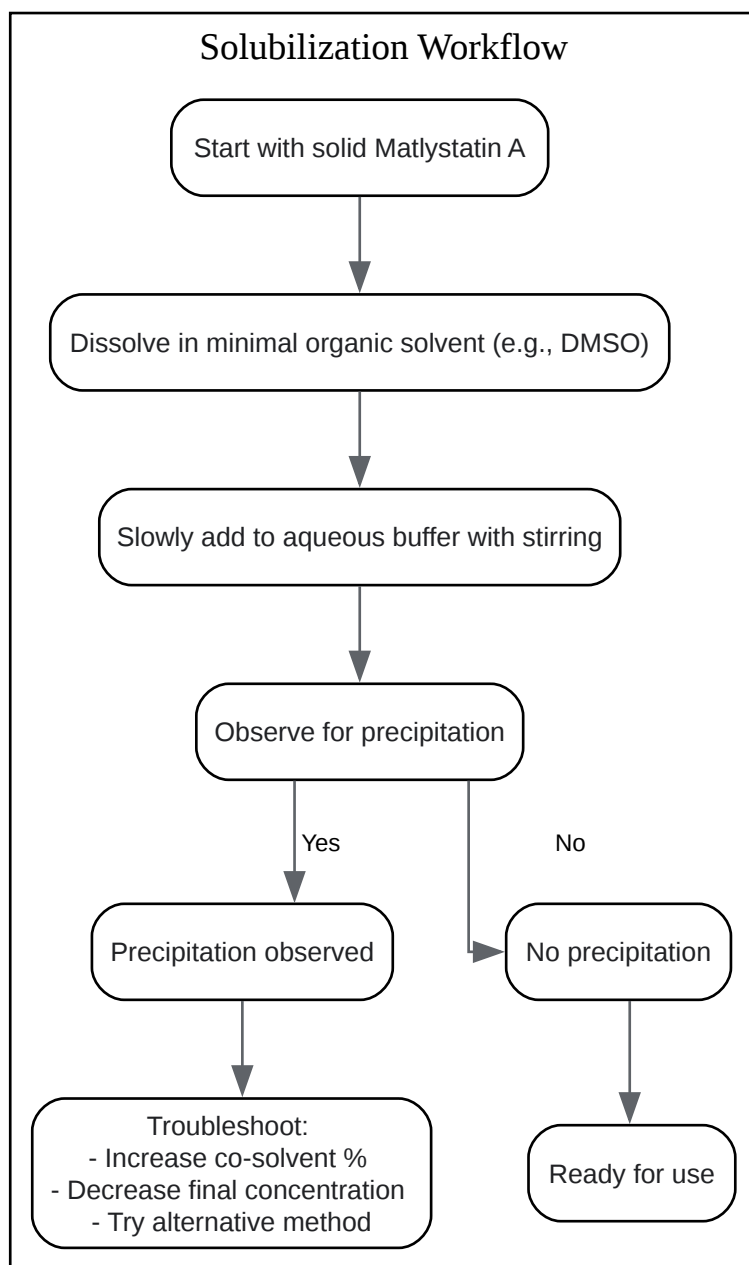 Solubilization Workflow
Start with solid Matlystatin A
Dissolve in minimal organic solvent (e.g., DMSO)
Slowly add to aqueous buffer with stirring
Observe for precipitation
Yes
No
Precipitation observed
No precipitation
Troubleshoot:
- Increase co-solvent %
- Decrease final concentration
- Try alternative method
Ready for use